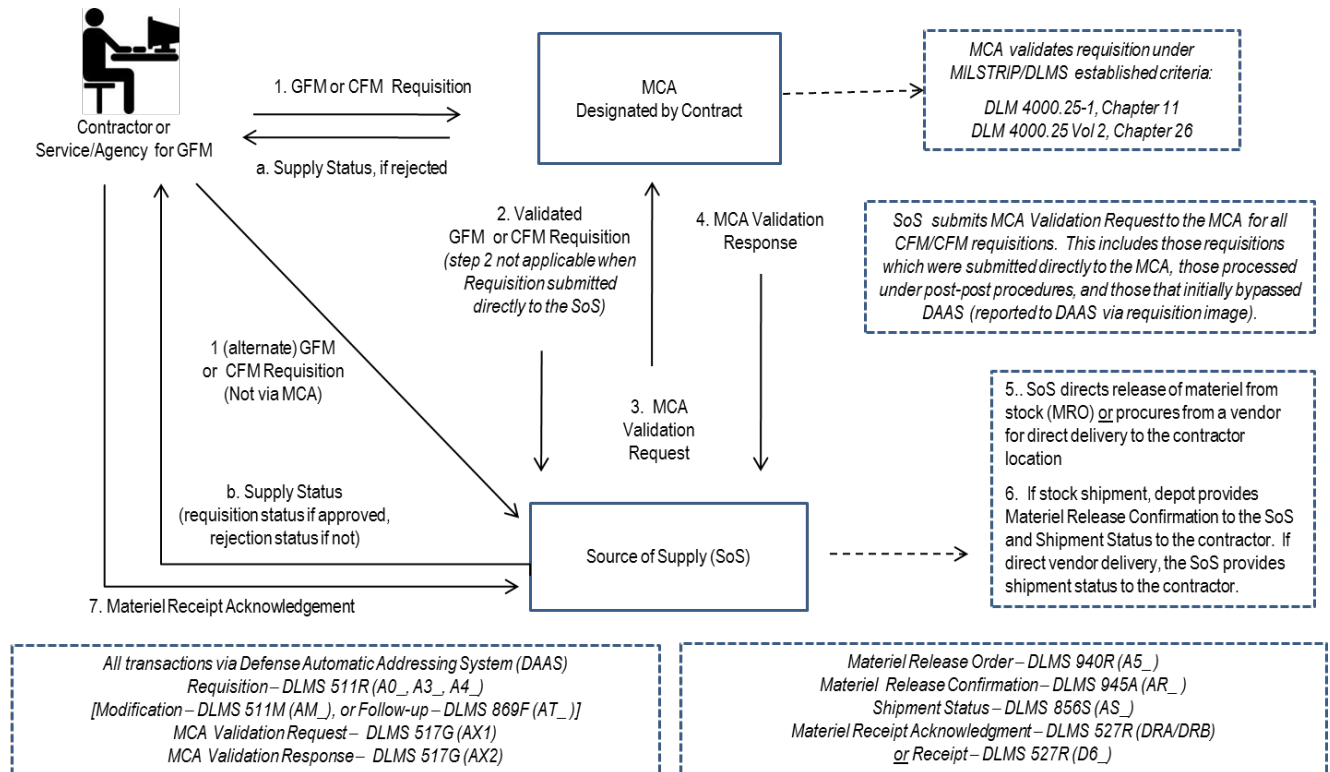 Contractor or
Service/Agency for GFM
1. GFM or CFM Requisition
a. Supply Status, if rejected
MCA
Designated by Contract
MCA validates requisition under
MILSTRIP/DLMS established criteria:
DLM 4000.25-1, Chapter 11
DLM 4000.25 Vol 2, Chapter 26
2. Validated
GFM or CFM Requisition
(step 2 not applicable when
Requisition submitted
directly to the SoS)
4. MCA Validation
Response
SoS submits MCA Validation Request to the MCA for all
CFM/CFM requisitions. This includes those requisitions
which were submitted directly to the MCA, those processed
under post-post procedures, and those that initially bypassed
DAAS (reported to DAAS via requisition image).
1 (alternate) GFM
or CFM Requisition
(Not via MCA)
3. MCA
Validation
Request
5.. SoS directs release of materiel from
stock (MRO) or procures from a vendor
for direct delivery to the contractor
location
6. If stock shipment, depot provides
Materiel Release Confirmation to the SoS
and Shipment Status to the contractor. If
direct vendor delivery, the SoS provides
shipment status to the contractor.
b. Supply Status
(requisition status if approved,
rejection status if not)
Source of Supply (SoS)
7. Materiel Receipt Acknowledgement
All transactions via Defense Automatic Addressing System (DAAS)
Requisition – DLMS 511R (A0_, A3_, A4_)
[Modification – DLMS 511M (AM_), or Follow-up – DLMS 869F (AT_)]
MCA Validation Request – DLMS 517G (AX1)
MCA Validation Response – DLMS 517G (AX2)
Materiel Release Order – DLMS 940R (A5_)
Materiel Release Confirmation – DLMS 945A (AR_)
Shipment Status – DLMS 856S (AS_)
Materiel Receipt Acknowledgment – DLMS 527R (DRA/DRB)
or Receipt – DLMS 527R (D6_)